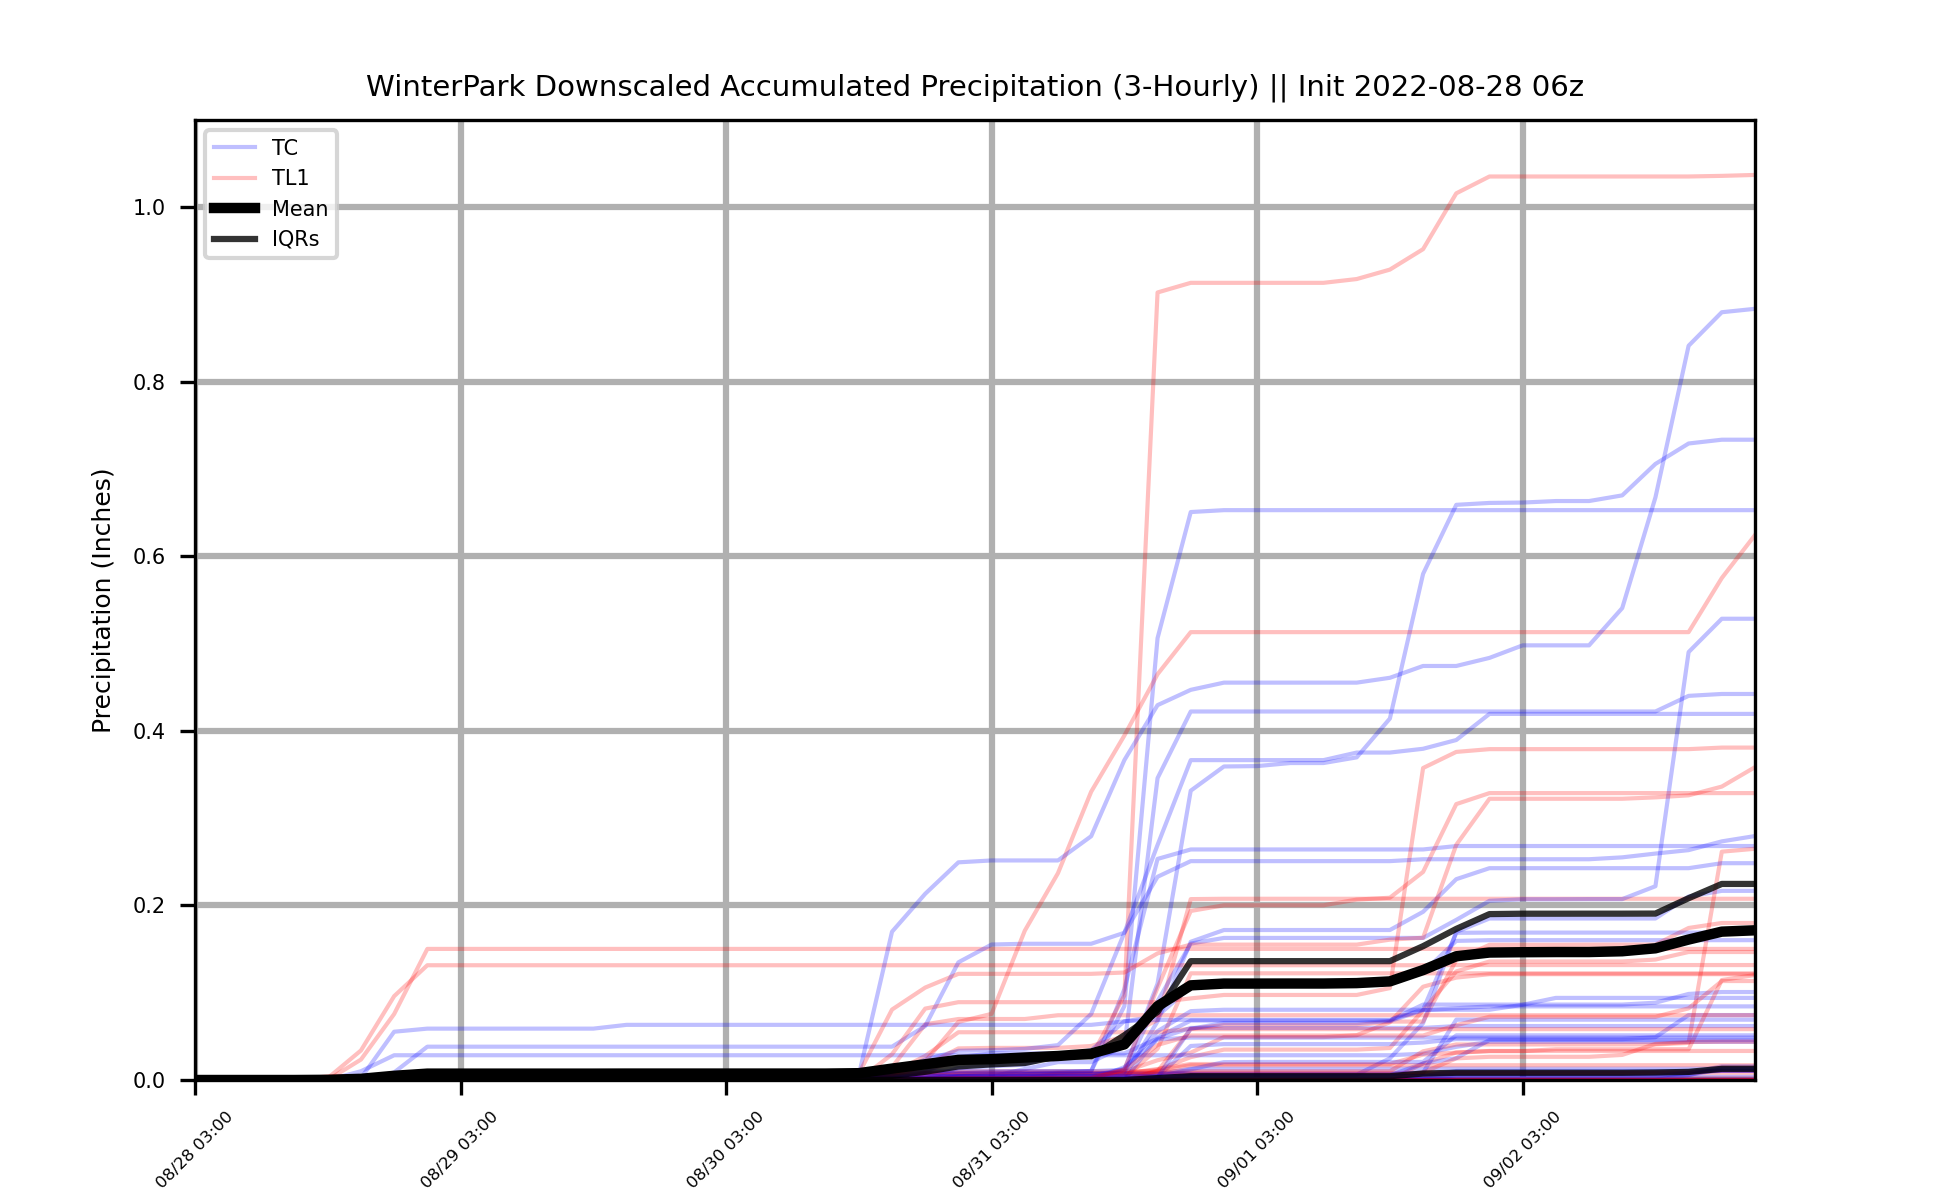 WinterPark Downscaled Accumulated Precipitation (3-Hourly) || Init 2022-08-28 06z
TC
TL1
Mean
IQRs
Precipitation (Inches)
1.0
0.8
0.6
0.4
0.2
0.0
08/28 03:00
08/29 03:00
08/30 03:00
08/31 03:00
09/01 03:00
09/02 03:00